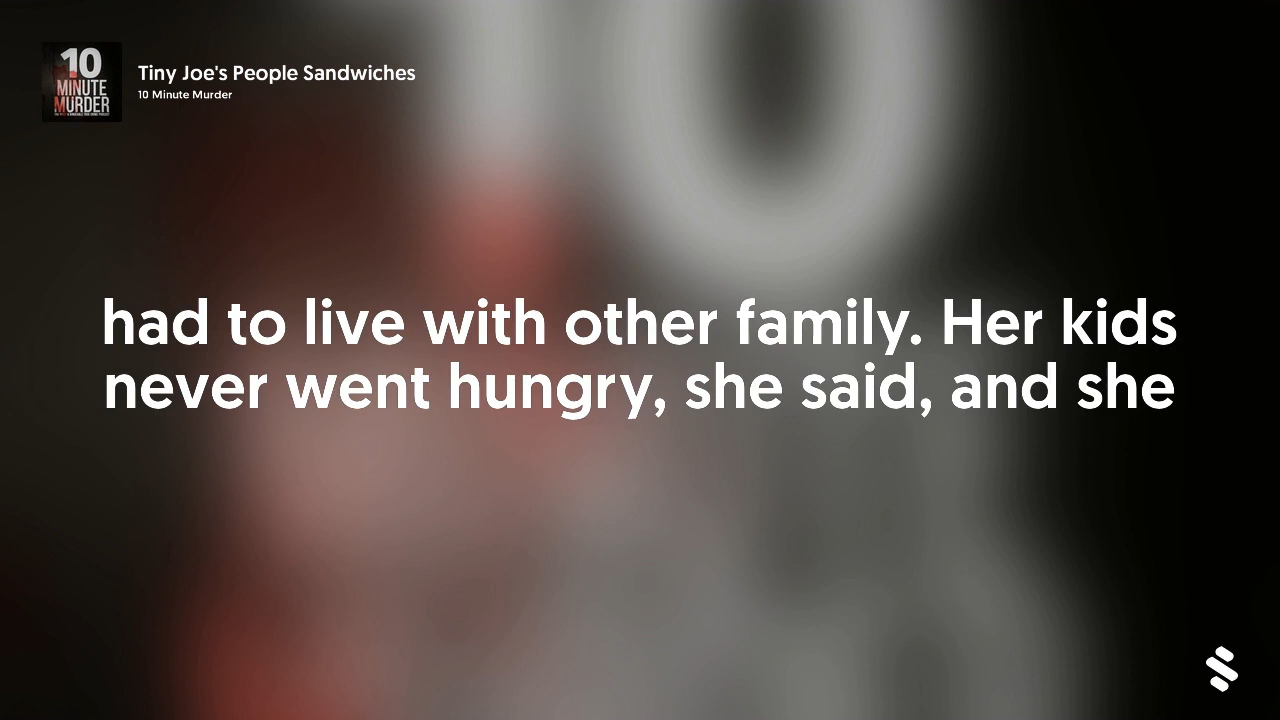 10
MINUTE
MURDER
Tiny Joe's People Sandwiches
10 Minute Murder
had to live with other family. Her kids
never went hungry, she said, and she